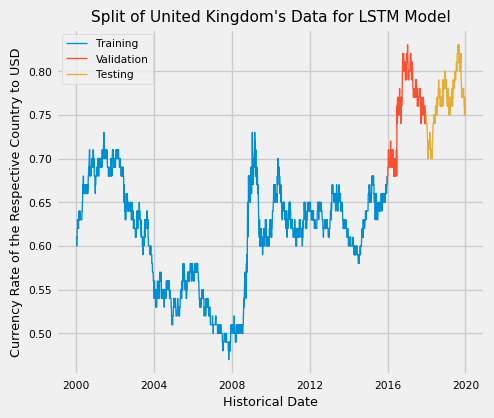 Split of United Kingdom's Data for LSTM Model
Training
Validation
Testing
Currency Rate of the Respective Country to USD
0.80
0.75
0.70
0.65
0.60
0.55
0.50
2000 2004 2008 2012 2016 2020
Historical Date